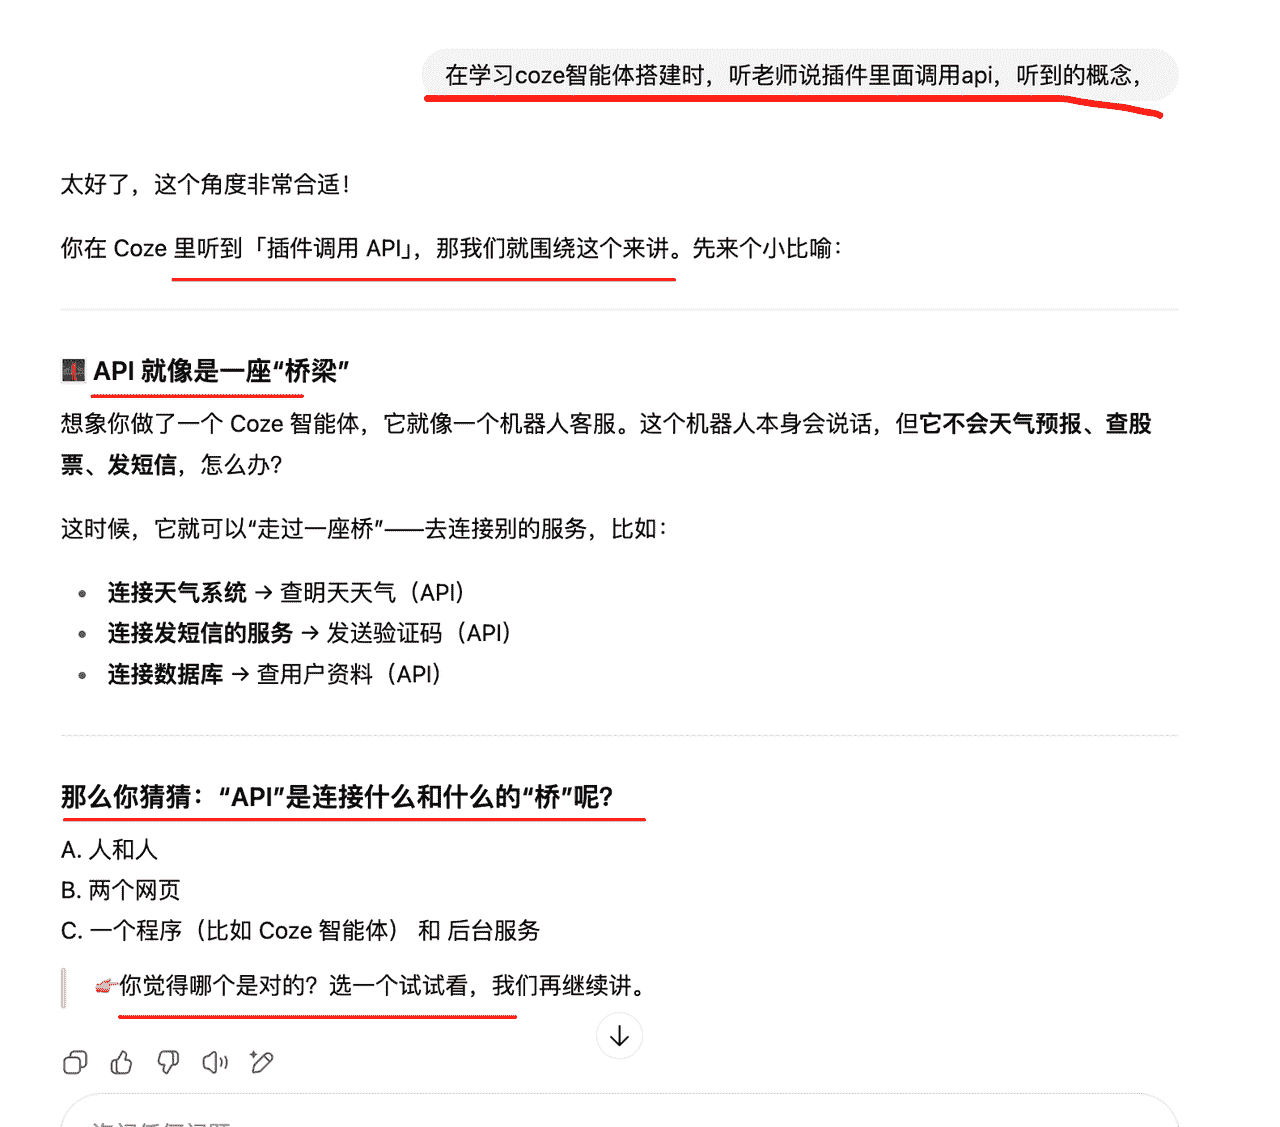 在学习coze智能体搭建时，听老师说插件里面调用api，听到的概念，
太好了，这个角度非常合适！
你在 Coze 里听到「插件调用 API」，那我们就围绕这个来讲。先来个小比喻：
API 就像是一座“桥梁”
想象你做了一个 Coze 智能体，它就像一个机器人客服。这个机器人本身会说话，但它不会天气预报、查股
票、发短信，怎么办？
这时候，它就可以“走过一座桥”——去连接别的服务，比如：
• 连接天气系统 → 查明天天气（API）
• 连接发短信的服务 → 发送验证码（API）
• 连接数据库 → 查用户资料（API）
那么你猜猜：“API”是连接什么和什么的“桥”呢？
A. 人和人
B. 两个网页
C. 一个程序（比如 Coze 智能体） 和 后台服务
👉你觉得哪个是对的？选一个试试看，我们再继续讲。